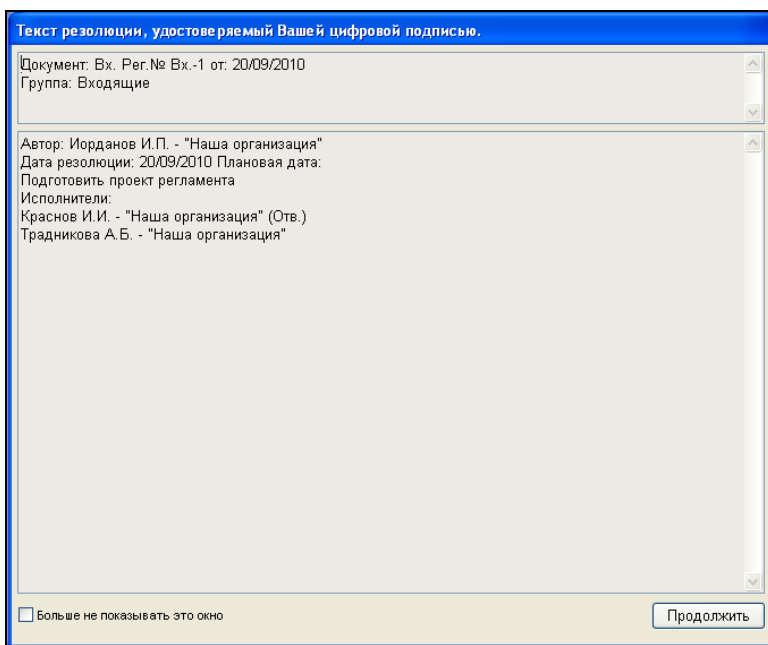 Текст резолюции, удостоверяемый Вашей цифровой подписью.
Документ: Вх. Рег.№ Вх.-1 от: 20/09/2010
Группа: Входящие
Автор: Иорданов И.П. - "Наша организация"
Дата резолюции: 20/09/2010 Плановая дата:
Подготовить проект регламента
Исполнители:
Краснов И.И. - "Наша организация" (Отв.)
Традникова А.Б. - "Наша организация"
Больше не показывать это окно
Продолжить